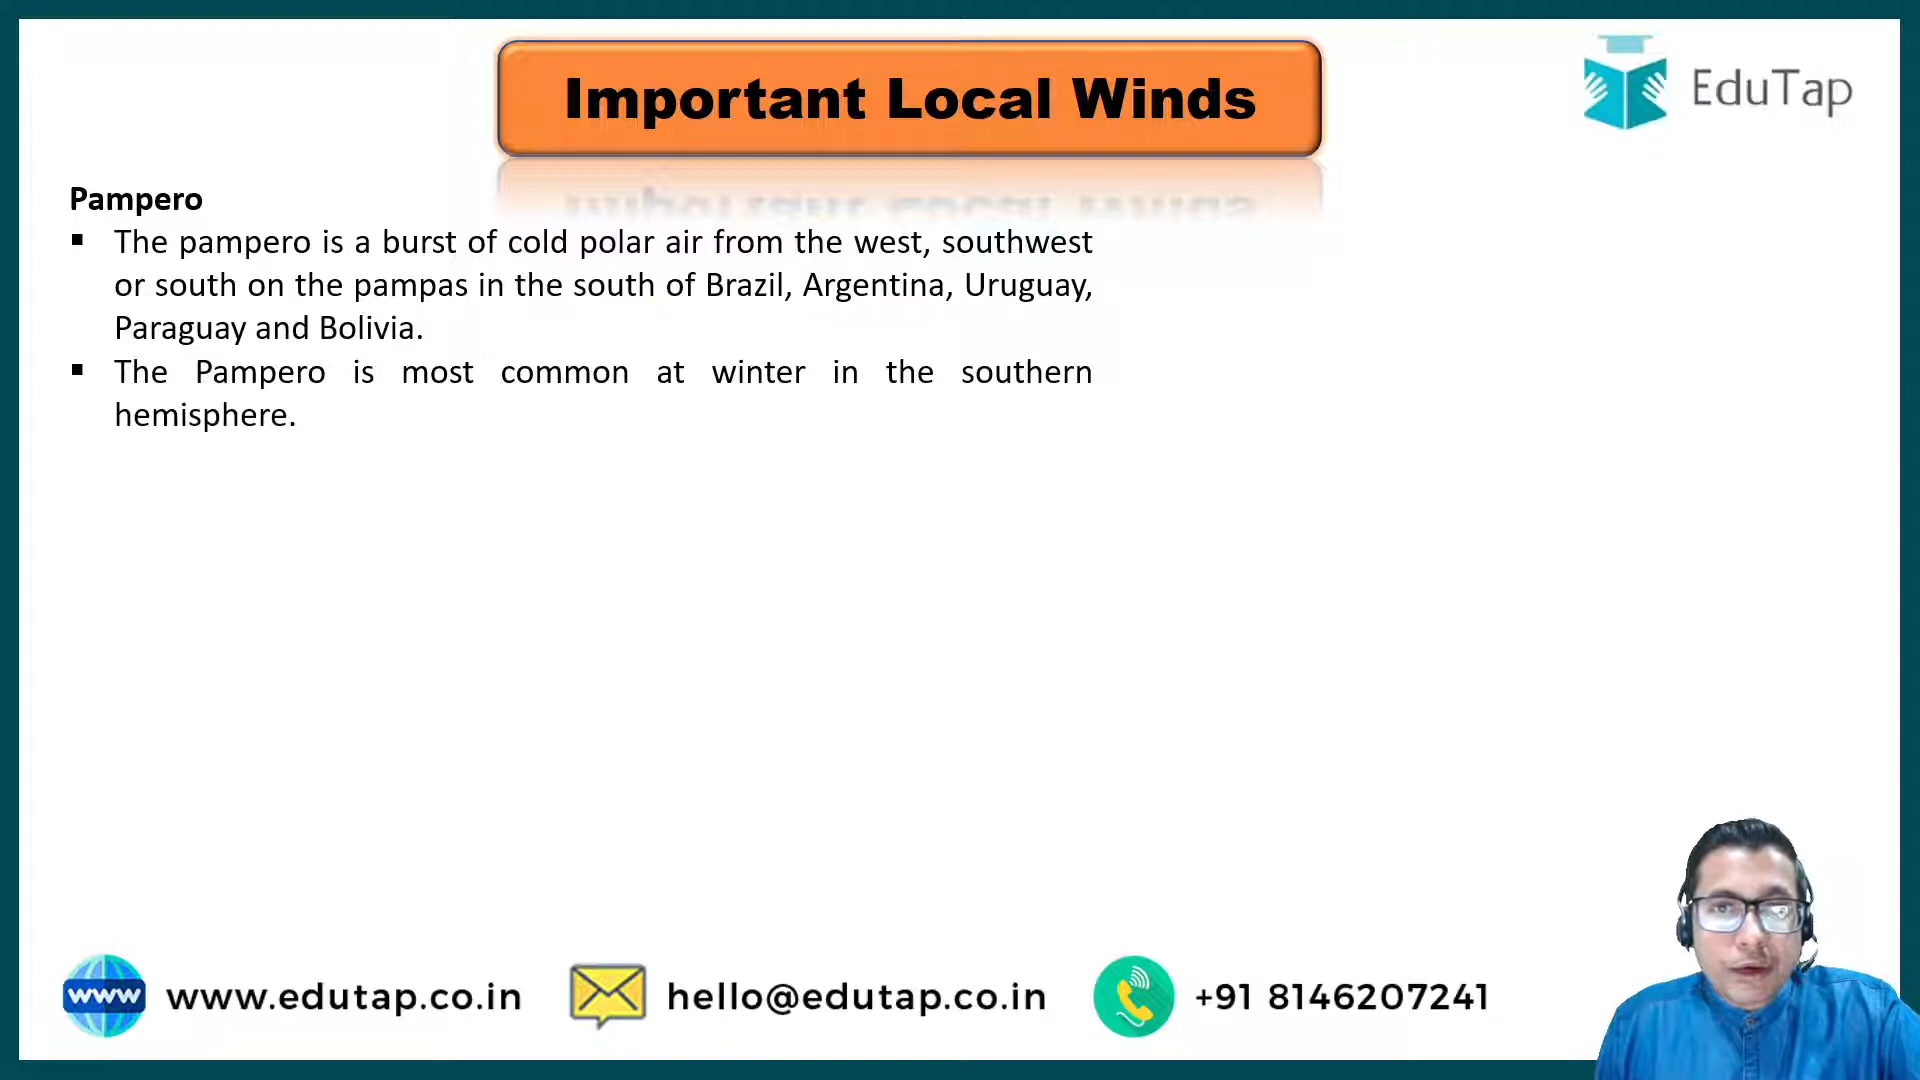 Important Local Winds
EduTap
Pampero
▪ The pampero is a burst of cold polar air from the west, southwest
or south on the pampas in the south of Brazil, Argentina, Uruguay,
Paraguay and Bolivia.
▪ The Pampero is most common at winter in the southern
hemisphere.
www www.edutap.co.in hello@edutap.co.in +91 8146207241